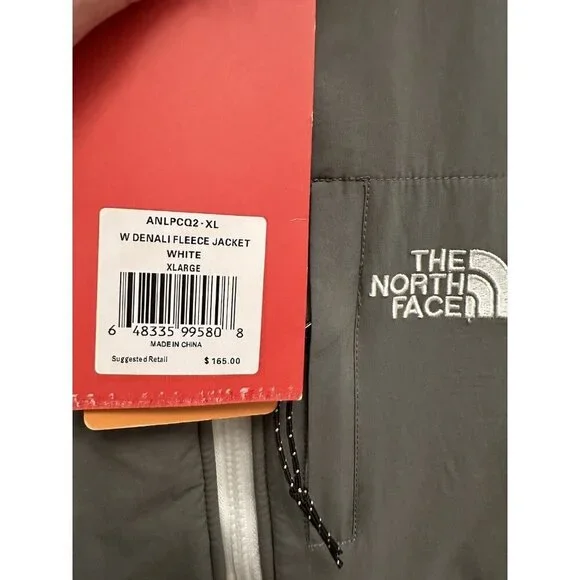 ANLPCQ2-XL
W DENALI FLEECE JACKET
WHITE
XLARGE
6 48335 99580 8
MADE IN CHINA
Suggested Retail $165.00
THE
NORTH
FACE